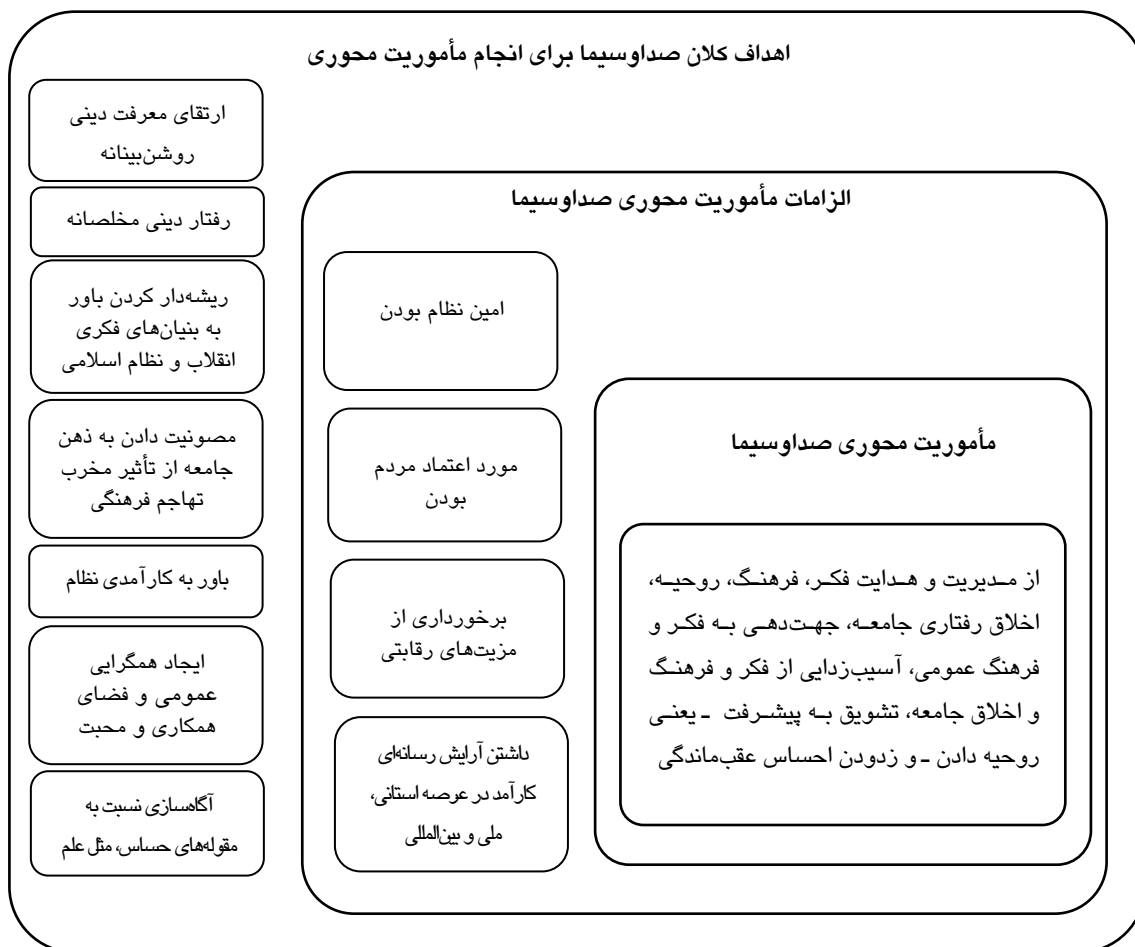 اهداف کلان صداوسیما برای انجام مأموریت محوری
ارتقای معرفت دینی
روشن‌بینانه
رفتار دینی مخلصانه
ریشه‌دار کردن باور
به بنیان‌های فکری
انقلاب و نظام اسلامی
مصونیت دادن به ذهن
جامعه از تأثیر مخرب
تهاجم فرهنگی
باور به کارآمدی نظام
ایجاد همگرایی
عمومی و فضای
همکاری و محبت
آگاه‌سازی نسبت به
مقوله‌های حساس، مثل علم
الزامات مأموریت محوری صداوسیما
امین نظام بودن
مورد اعتماد مردم
بودن
برخورداری از
مزیت‌های رقابتی
داشتن آرایش رسانه‌ای
کارآمد در عرصه استانی،
ملی و بین‌المللی
مأموریت محوری صداوسیما
از مـدیریت و هـدایت فکـر، فرهنـگ، روحیـه،
اخلاق رفتاری جامعـه، جهـت‌دهـی بـه فکـر و
فرهنگ عمومی، آسیب‌زدایی از فکر و فرهنـگ
و اخلاق جامعه، تشویق بـه پیشـرفت ـ یعنـی
روحیه دادن ـ و زدودن احساس عقب‌ماندگی